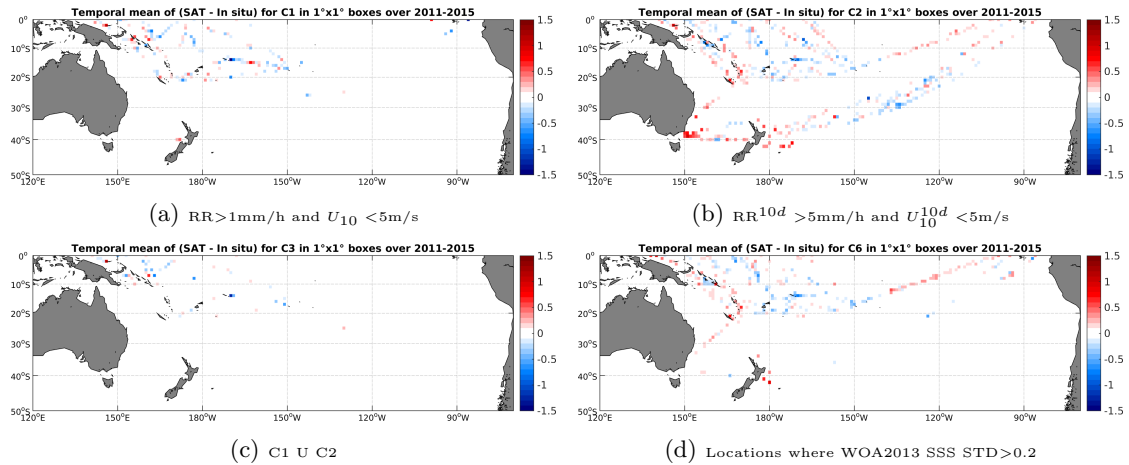 Temporal mean of (SAT - In situ) for C1 in 1°x1° boxes over 2011-2015
0°
10°S
20°S
30°S
40°S
50°S
120°E
150°E
180°W
150°W
120°W
90°W
1.5
1
0.5
0
-0.5
-1
-1.5
(a) RR>1mm/h and U10 <5m/s
Temporal mean of (SAT - In situ) for C2 in 1°x1° boxes over 2011-2015
0°
10°S
20°S
30°S
40°S
50°S
120°E
150°E
180°W
150°W
120°W
90°W
1.5
1
0.5
0
-0.5
-1
-1.5
(b) RR^10d >5mm/h and U10^10d <5m/s
Temporal mean of (SAT - In situ) for C3 in 1°x1° boxes over 2011-2015
0°
10°S
20°S
30°S
40°S
50°S
120°E
150°E
180°W
150°W
120°W
90°W
1.5
1
0.5
0
-0.5
-1
-1.5
(c) C1 U C2
Temporal mean of (SAT - In situ) for C6 in 1°x1° boxes over 2011-2015
0°
10°S
20°S
30°S
40°S
50°S
120°E
150°E
180°W
150°W
120°W
90°W
1.5
1
0.5
0
-0.5
-1
-1.5
(d) Locations where WOA2013 SSS STD>0.2